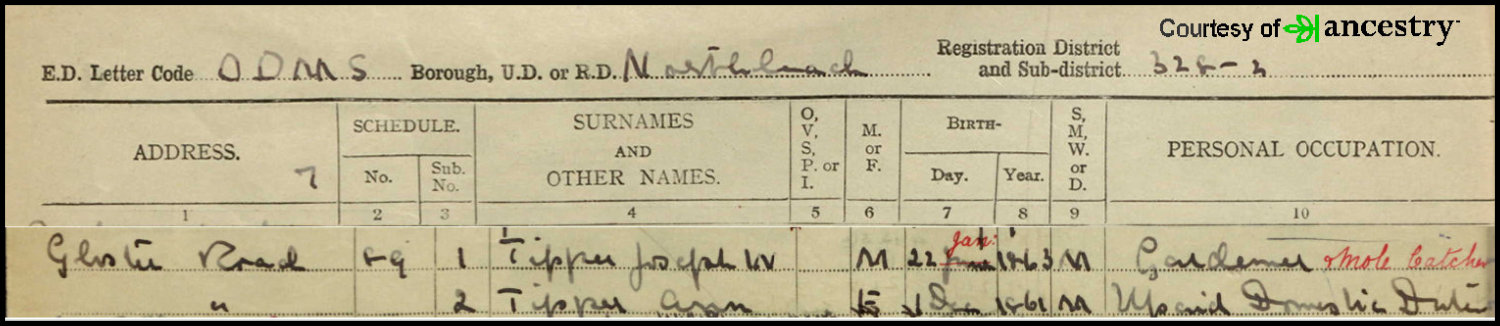 Courtesy of ancestry
E.D. Letter Code ODMS Borough, U.D. or R.D. Northleach Registration District and Sub-district 328-2
ADDRESS. 7
SCHEDULE.
No.
Sub. No.
SURNAMES
AND
OTHER NAMES.
O, V, S, P. or I.
M. or F.
BIRTH-
Day.
Year.
S, M, W. or D.
PERSONAL OCCUPATION.
1 2 3 4 5 6 7 8 9 10
Gloster Road 89 1 Tipper Joseph W M 22 Jan: 1863 M Gardener & Mole Catcher
" 2 Tipper Ann F 1 Dec 1861 M Unpaid Domestic Duties